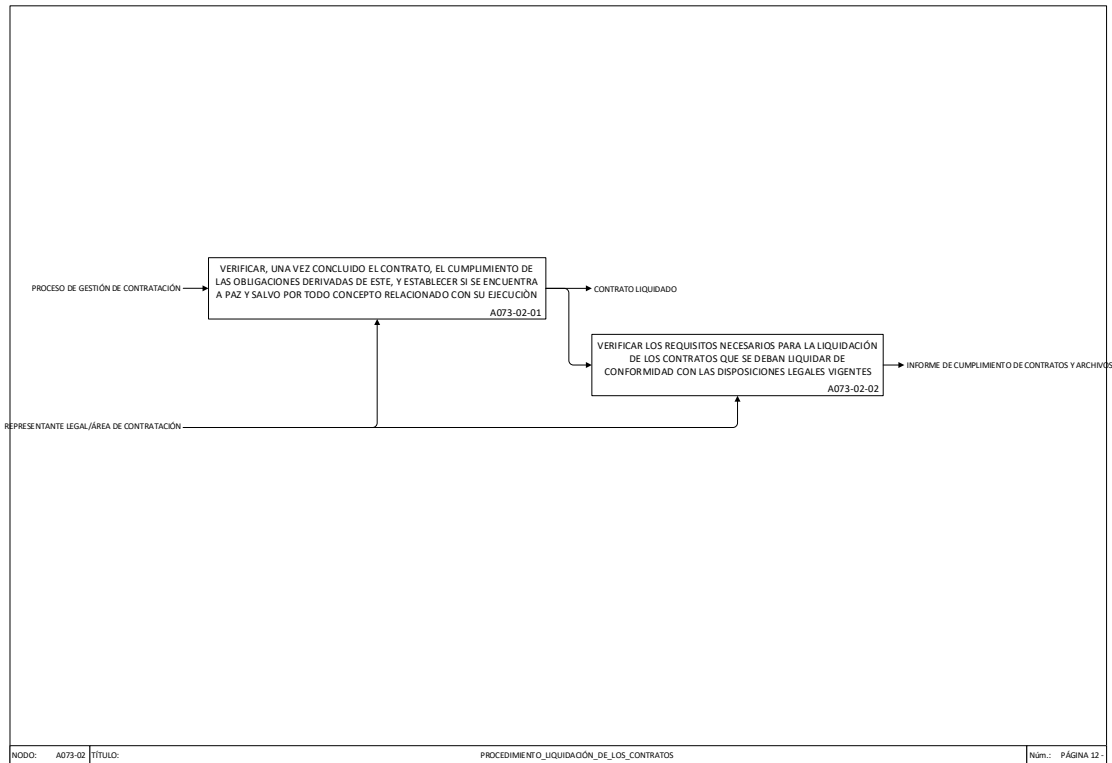 VERIFICAR, UNA VEZ CONCLUIDO EL CONTRATO, EL CUMPLIMIENTO DE
LAS OBLIGACIONES DERIVADAS DE ESTE, Y ESTABLECER SI SE ENCUENTRA
A PAZ Y SALVO POR TODO CONCEPTO RELACIONADO CON SU EJECUCIÒN
A073-02-01
PROCESO DE GESTIÓN DE CONTRATACIÓN
CONTRATO LIQUIDADO
VERIFICAR LOS REQUISITOS NECESARIOS PARA LA LIQUIDACIÓN
DE LOS CONTRATOS QUE SE DEBAN LIQUIDAR DE
CONFORMIDAD CON LAS DISPOSICIONES LEGALES VIGENTES
A073-02-02
INFORME DE CUMPLIMIENTO DE CONTRATOS Y ARCHIVOS
REPRESENTANTE LEGAL/ÁREA DE CONTRATACIÓN
NODO: A073-02 TÍTULO: PROCEDIMIENTO_LIQUIDACIÓN_DE_LOS_CONTRATOS Núm.: PÁGINA 12 -